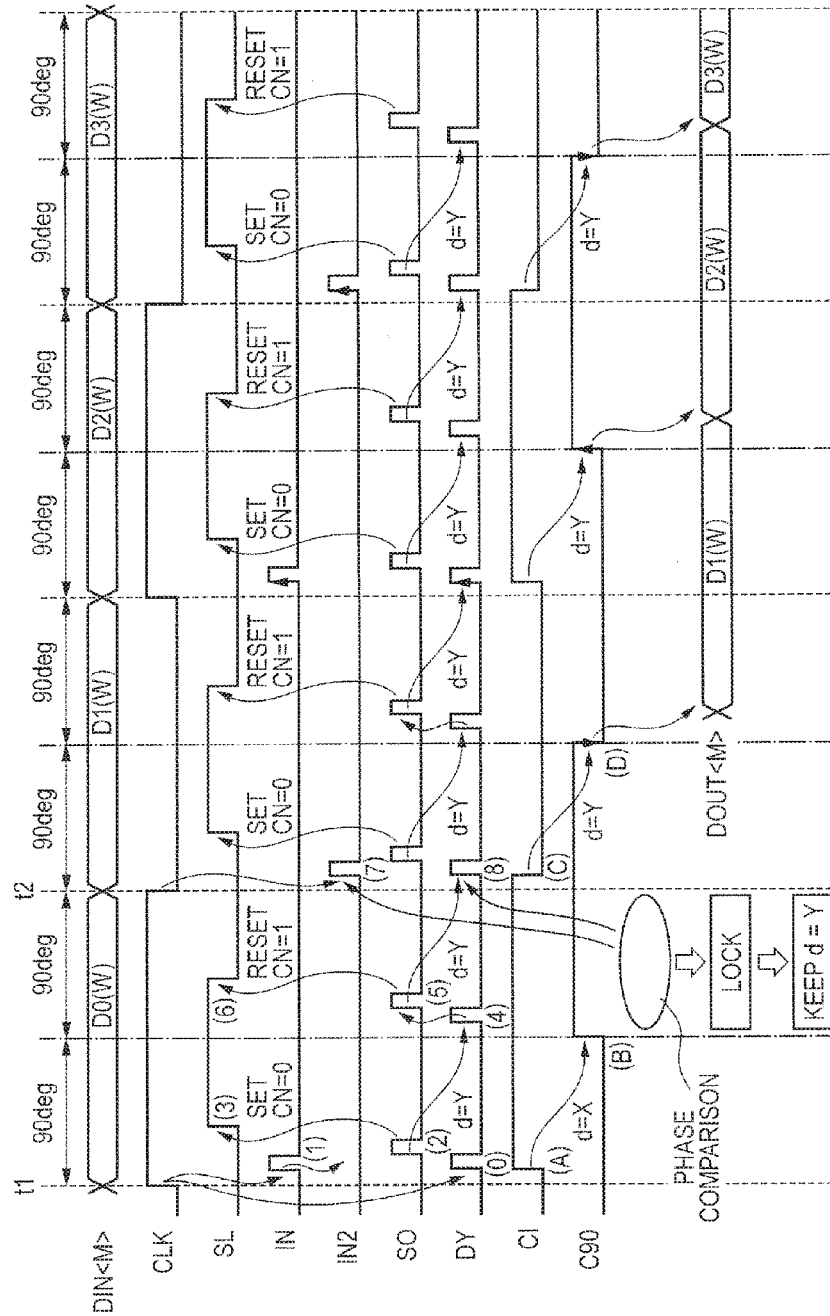 t1 t2
90deg 90deg 90deg 90deg 90deg 90deg 90deg 90deg
DIN<M> D0(W) D1(W) D2(W) D3(W)
CLK
SL (3) (6)
SET RESET SET RESET SET RESET SET RESET
CN=0 CN=1 CN=0 CN=1 CN=0 CN=1 CN=0 CN=1
IN (1)
IN2 (7)
SO (2) (5)
d=Y d=Y d=Y d=Y d=Y d=Y d=Y
DY (0) (4) (8)
CI (A) (C)
d=X d=Y d=Y d=Y
C90 (B) (D)
PHASE
COMPARISON
LOCK
KEEP d = Y
DOUT<M> D1(W) D2(W) D3(W)